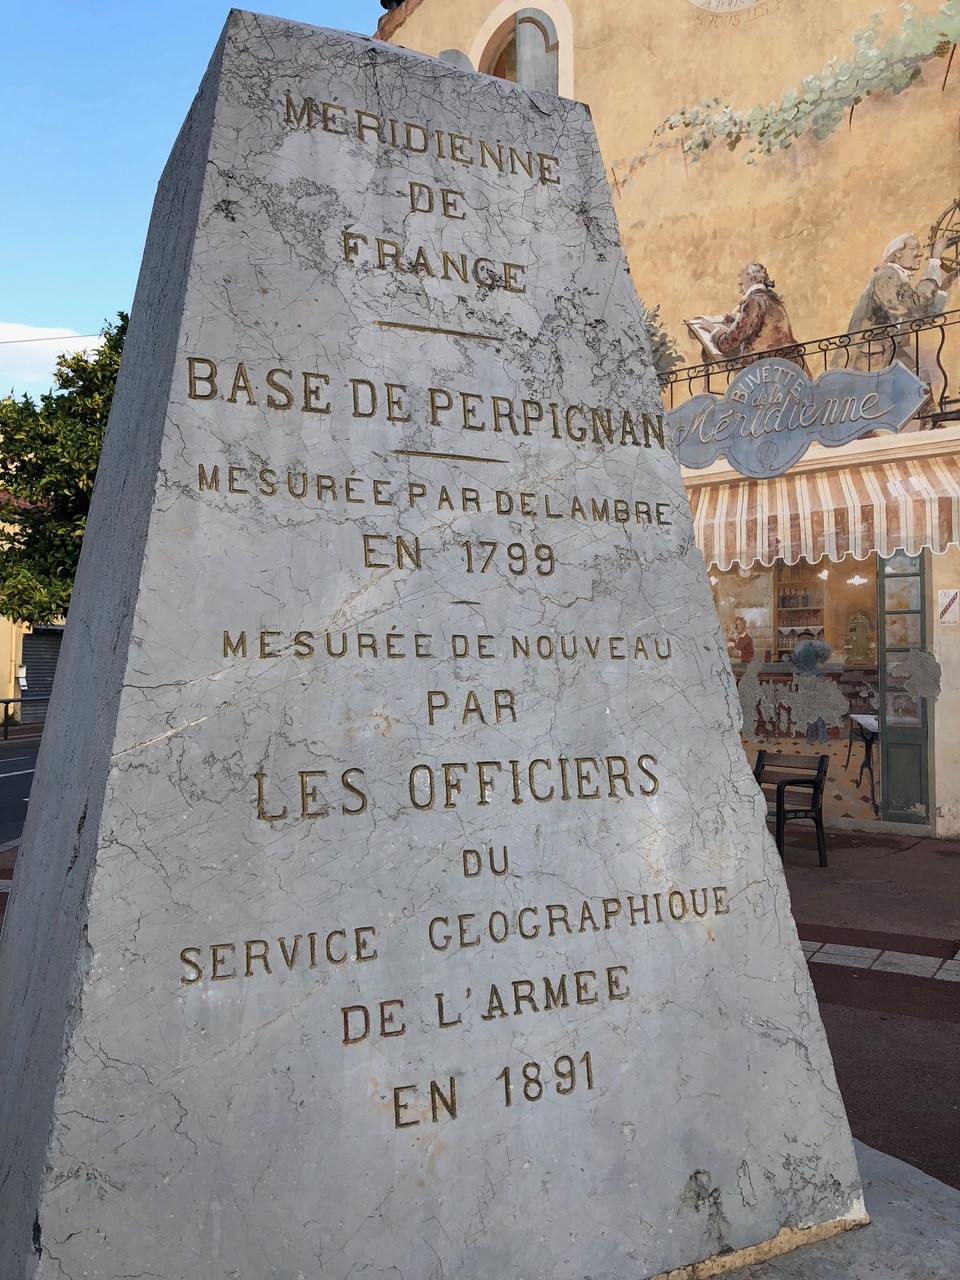 MÉRIDIENNE
DE
FRANCE
BASE DE PERPIGNAN
MESURÉE PAR DELAMBRE
EN 1799
MESURÉE DE NOUVEAU
PAR
LES OFFICIERS
DU
SERVICE GEOGRAPHIQUE
DE L'ARMEE
EN 1891
BUVETTE
de la
Méridienne